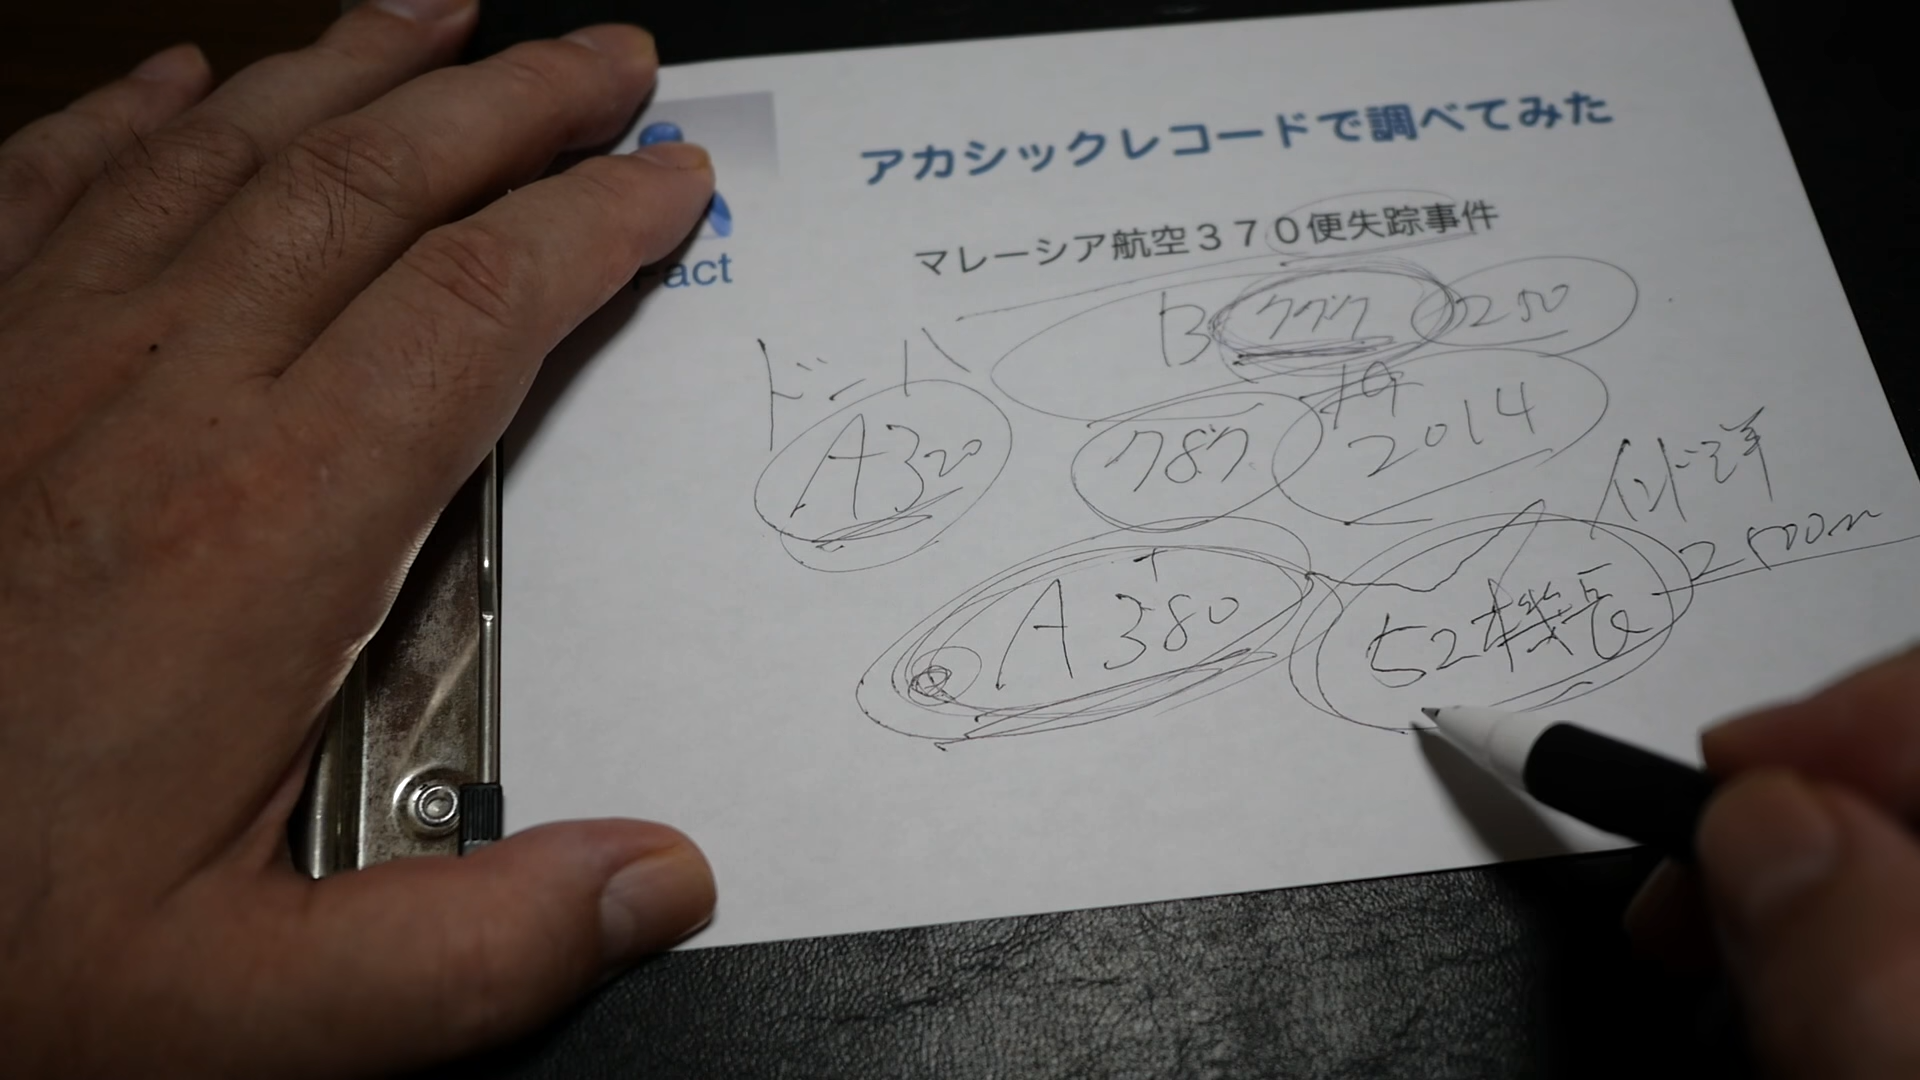 アカシックレコードで調べてみた
マレーシア航空３７０便失踪事件
act
B 777 250
ドーハ
A320 787 2014
インド洋
2500m
A380 52機長